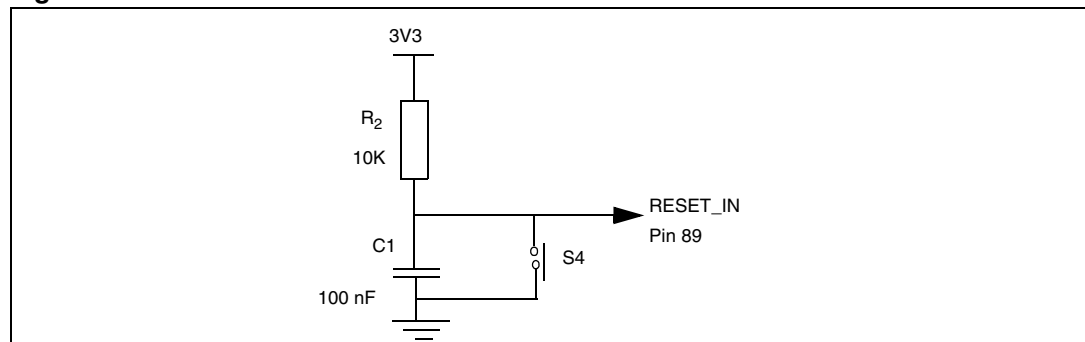 3V3
R2
10K
RESET_IN
Pin 89
C1
S4
100 nF